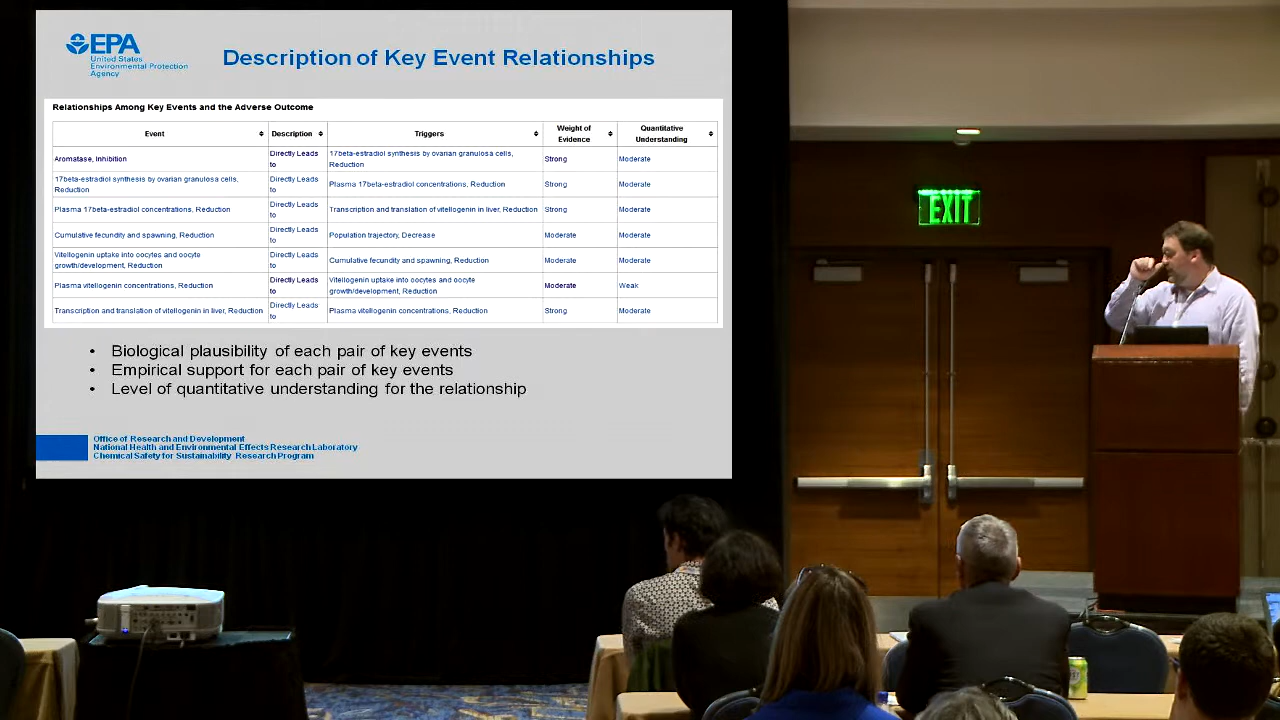 EPA
United States
Environmental Protection
Agency
Description of Key Event Relationships
Relationships Among Key Events and the Adverse Outcome
Event Description Triggers Weight of Evidence Quantitative Understanding
Aromatase, Inhibition Directly Leads to 17beta-estradiol synthesis by ovarian granulosa cells, Reduction Strong Moderate
17beta-estradiol synthesis by ovarian granulosa cells, Reduction Directly Leads to Plasma 17beta-estradiol concentrations, Reduction Strong Moderate
Plasma 17beta-estradiol concentrations, Reduction Directly Leads to Transcription and translation of vitellogenin in liver, Reduction Strong Moderate
Cumulative fecundity and spawning, Reduction Directly Leads to Population trajectory, Decrease Moderate Moderate
Vitellogenin uptake into oocytes and oocyte growth/development, Reduction Directly Leads to Cumulative fecundity and spawning, Reduction Moderate Moderate
Plasma vitellogenin concentrations, Reduction Directly Leads to Vitellogenin uptake into oocytes and oocyte growth/development, Reduction Moderate Weak
Transcription and translation of vitellogenin in liver, Reduction Directly Leads to Plasma vitellogenin concentrations, Reduction Strong Moderate
• Biological plausibility of each pair of key events
• Empirical support for each pair of key events
• Level of quantitative understanding for the relationship
Office of Research and Development
National Health and Environmental Effects Research Laboratory
Chemical Safety for Sustainability Research Program
EXIT